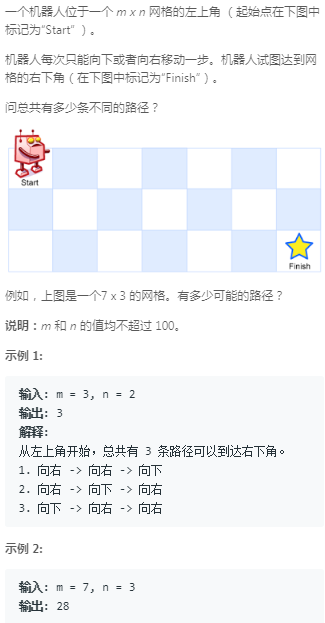 一个机器人位于一个 m x n 网格的左上角 （起始点在下图中
标记为“Start” ）。
机器人每次只能向下或者向右移动一步。机器人试图达到网
格的右下角（在下图中标记为“Finish”）。
问总共有多少条不同的路径？
Start
Finish
例如，上图是一个7 x 3 的网格。有多少可能的路径？
说明：m 和 n 的值均不超过 100。
示例 1:
输入: m = 3, n = 2
输出: 3
解释:
从左上角开始，总共有 3 条路径可以到达右下角。
1. 向右 -> 向右 -> 向下
2. 向右 -> 向下 -> 向右
3. 向下 -> 向右 -> 向右
示例 2:
输入: m = 7, n = 3
输出: 28